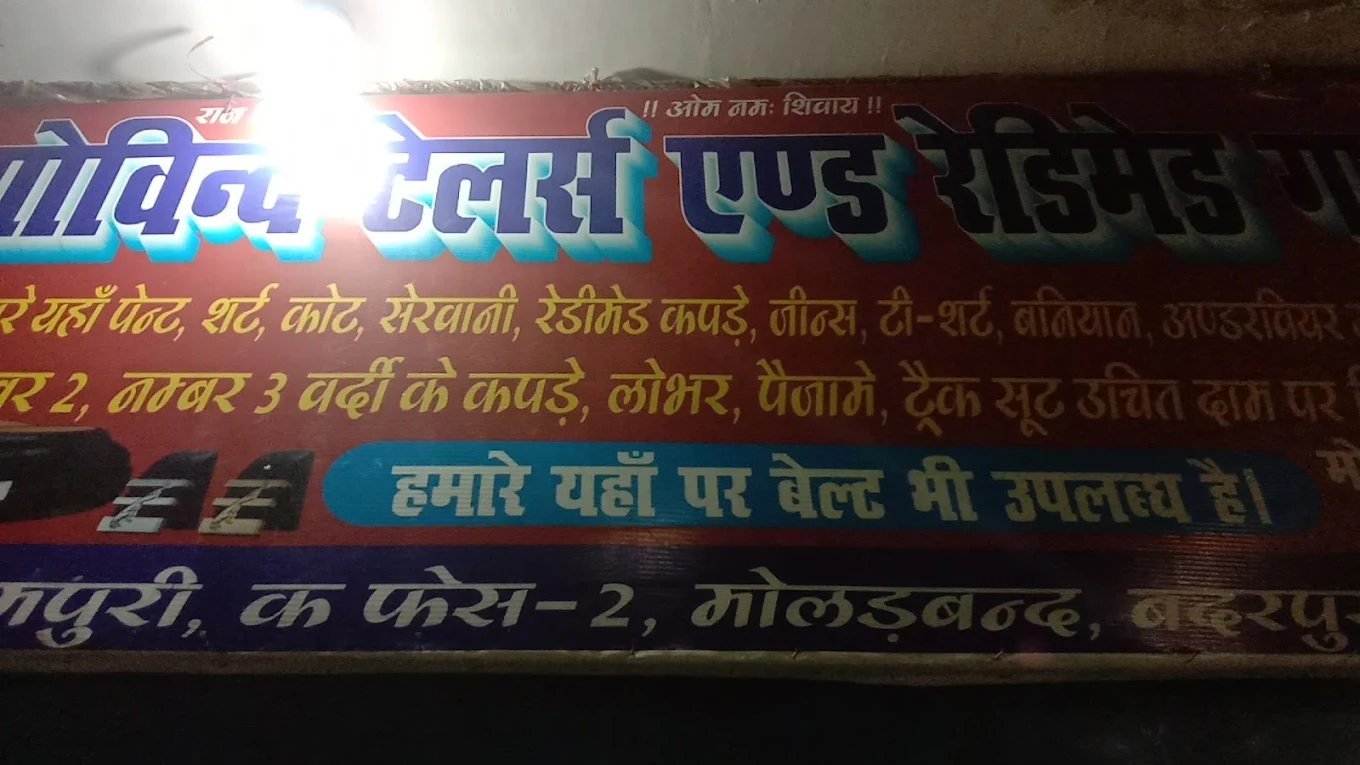 राज !! ओम नमः शिवाय !!
गोविन्द टेलर्स एण्ड रेडिमेड
यहाँ पेन्ट, शर्ट, कोट, सेरवानी, रेडीमेड कपड़े, जीन्स, टी-शर्ट, बनियान, अण्डरवियर
2, नम्बर 3 वर्दी के कपड़े, लोभर, पैजामे, ट्रैक सूट उचित दाम पर
हमारे यहाँ पर बेल्ट भी उपलब्ध है।
क फेस-2, मोलड़बन्द,